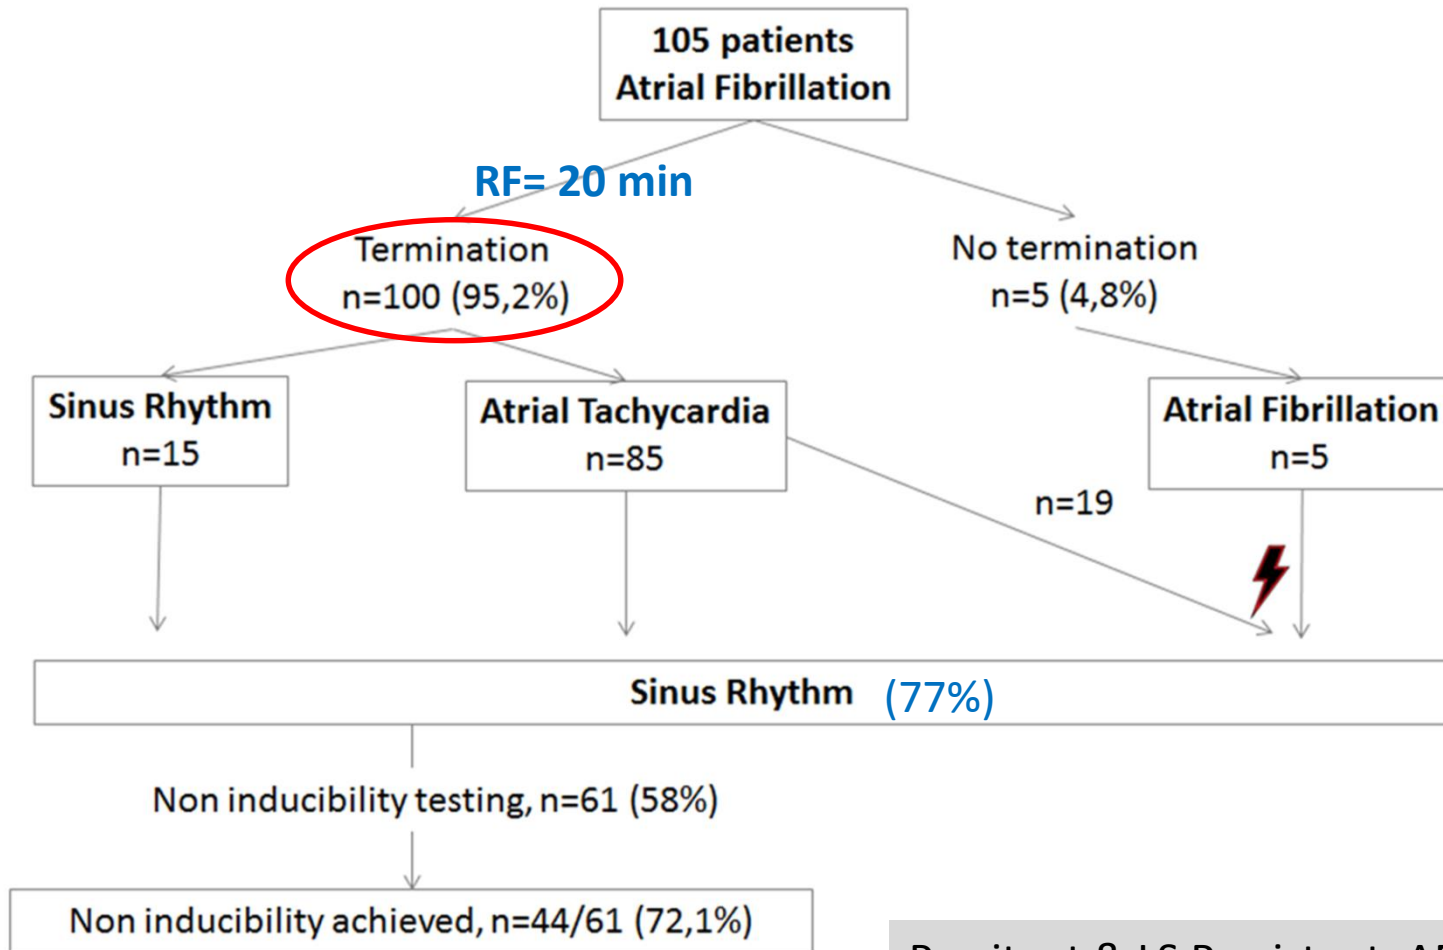 105 patients
Atrial Fibrillation
RF= 20 min
Termination
n=100 (95,2%)
No termination
n=5 (4,8%)
Sinus Rhythm
n=15
Atrial Tachycardia
n=85
Atrial Fibrillation
n=5
n=19
Sinus Rhythm (77%)
Non inducibility testing, n=61 (58%)
Non inducibility achieved, n=44/61 (72,1%)